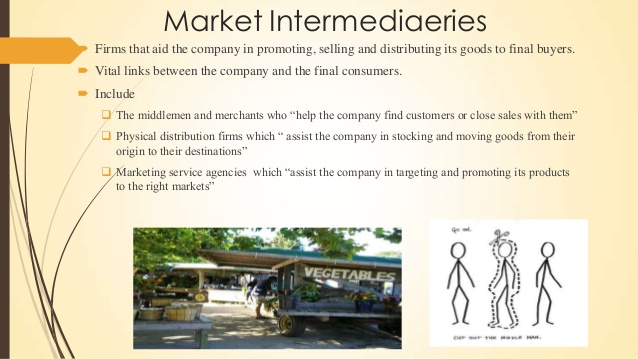 Market Intermediaeries
Firms that aid the company in promoting, selling and distributing its goods to final buyers.
Vital links between the company and the final consumers.
Include
The middlemen and merchants who “help the company find customers or close sales with them”
Physical distribution firms which “ assist the company in stocking and moving goods from their
origin to their destinations”
Marketing service agencies which “assist the company in targeting and promoting its products
to the right markets”
VEGETABLES
CUT OUT THE MIDDLE MAN.